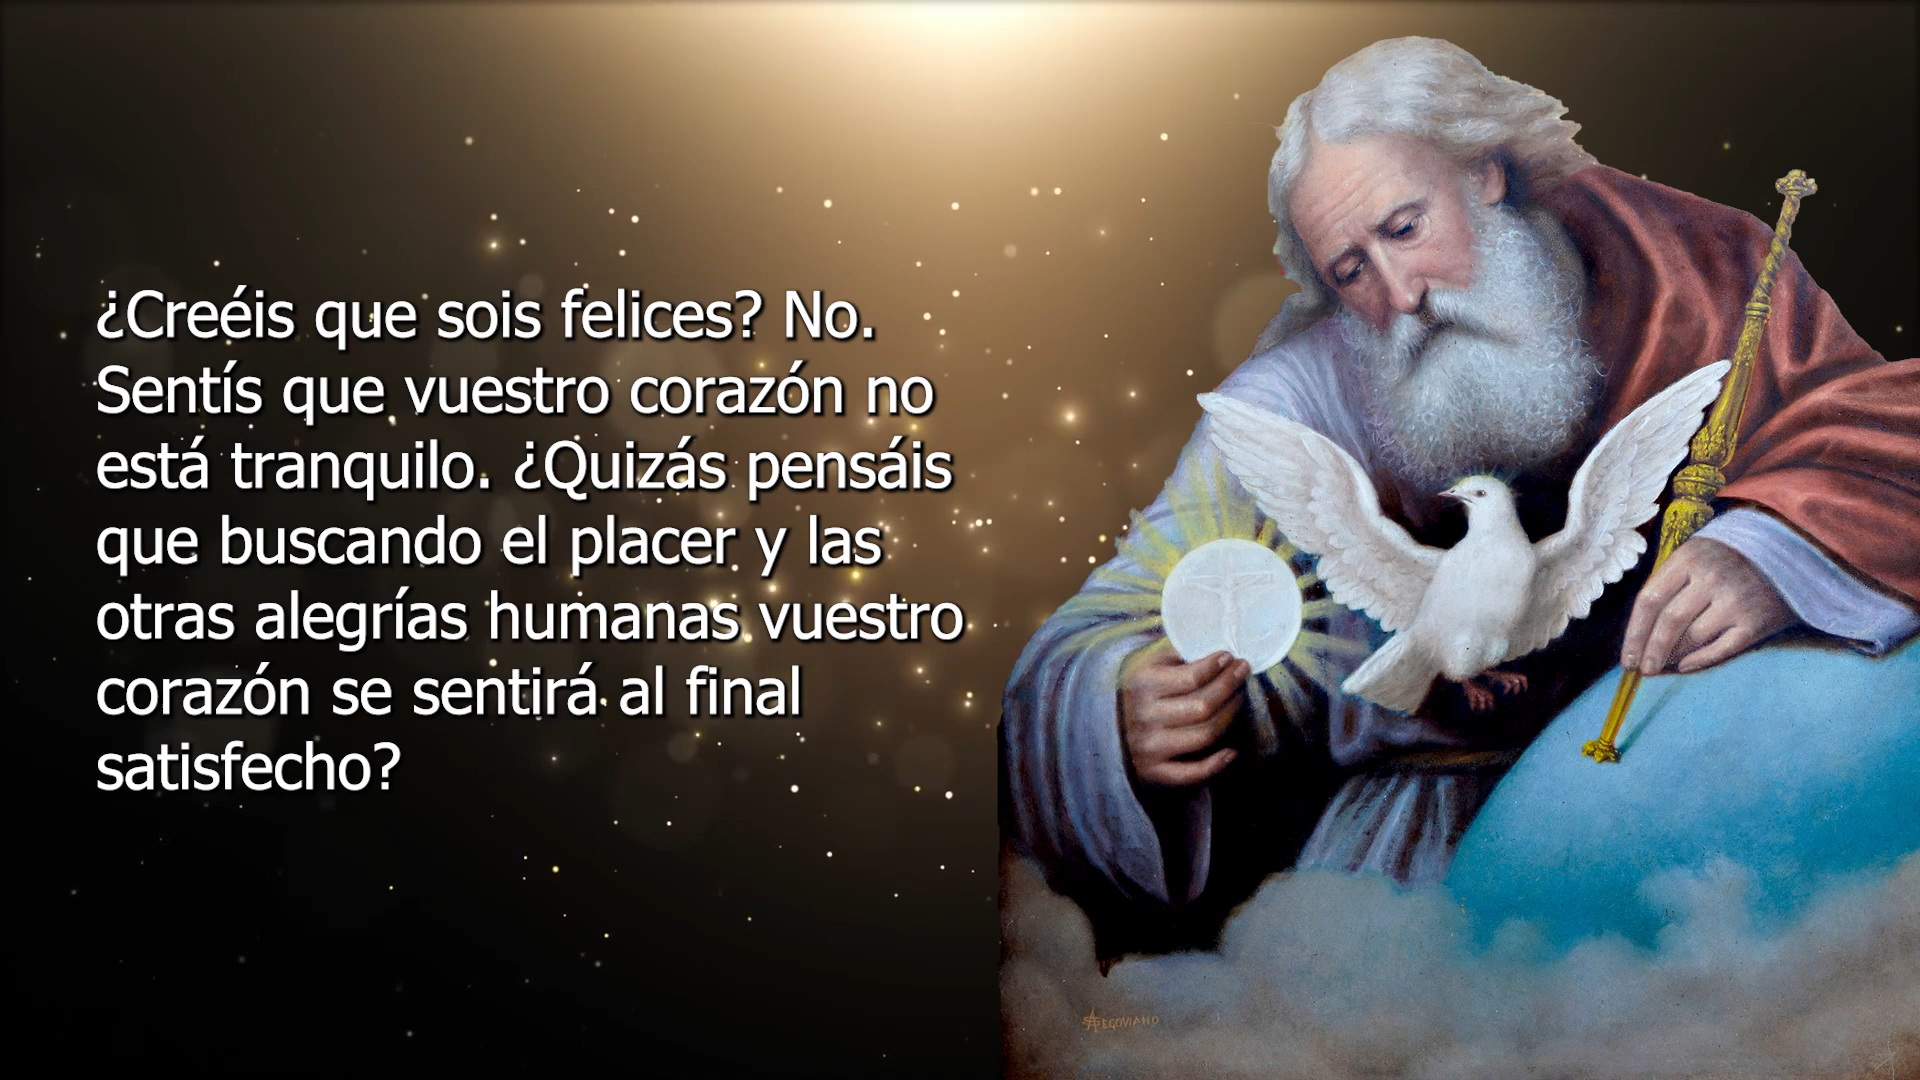 ¿Creéis que sois felices? No.
Sentís que vuestro corazón no
está tranquilo. ¿Quizás pensáis
que buscando el placer y las
otras alegrías humanas vuestro
corazón se sentirá al final
satisfecho?
SEGOVIANO